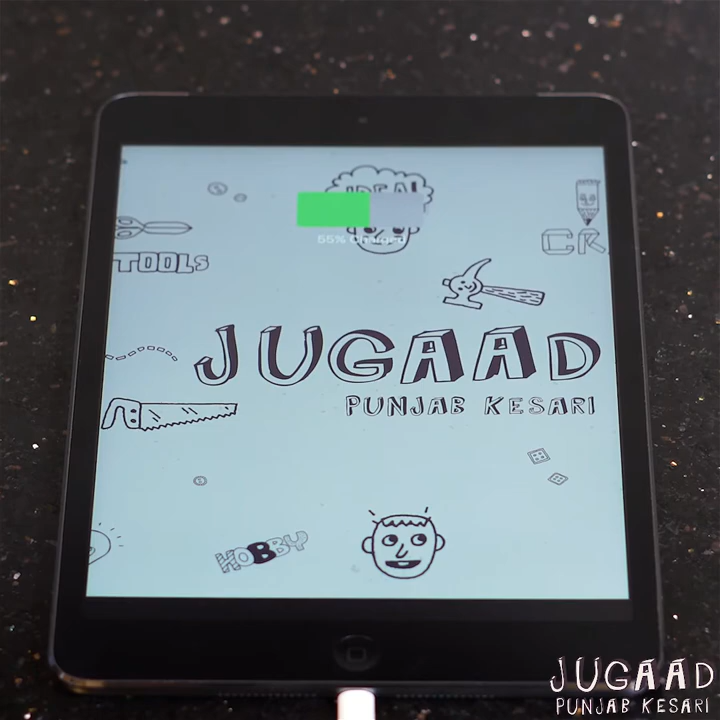 IDEA!
55% Charged
TOOLS
CR
JUGAAD
PUNJAB KESARI
HOBBY
JUGAAD
PUNJAB KESARI